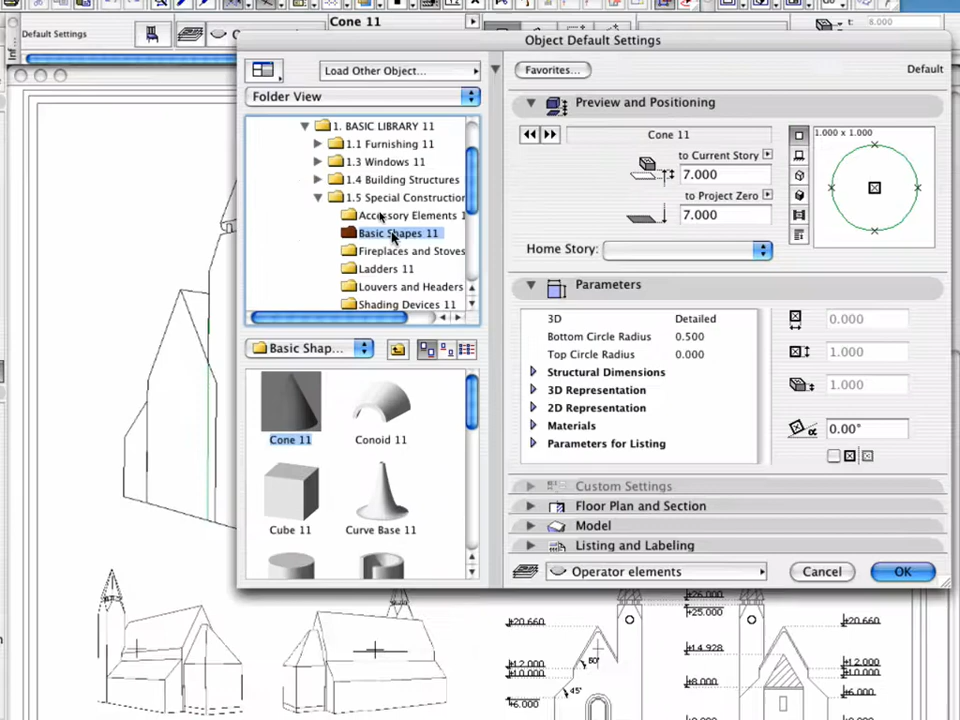 Cone 11
Default Settings
t: 8.000
Inf
Object Default Settings
Load Other Object...
Favorites...
Default
Folder View
Preview and Positioning
1. BASIC LIBRARY 11
1.1 Furnishing 11
1.3 Windows 11
1.4 Building Structures
1.5 Special Construction
Accessory Elements 1
Basic Shapes 11
Fireplaces and Stoves
Ladders 11
Louvers and Headers
Shading Devices 11
Cone 11
1.000 x 1.000
to Current Story
7.000
to Project Zero
7.000
Home Story:
Parameters
3D Detailed
Bottom Circle Radius 0.500
Top Circle Radius 0.000
Structural Dimensions
3D Representation
2D Representation
Materials
Parameters for Listing
0.000
1.000
1.000
α 0.00°
Basic Shap...
Cone 11
Conoid 11
Cube 11
Curve Base 11
Custom Settings
Floor Plan and Section
Model
Listing and Labeling
Operator elements
Cancel
OK
+20.660
+12.000
+10.000
+6.000
60°
45°
+26.000
+25.000
+14.928
+8.000
+20.660
+12.000
+10.000
+6.000